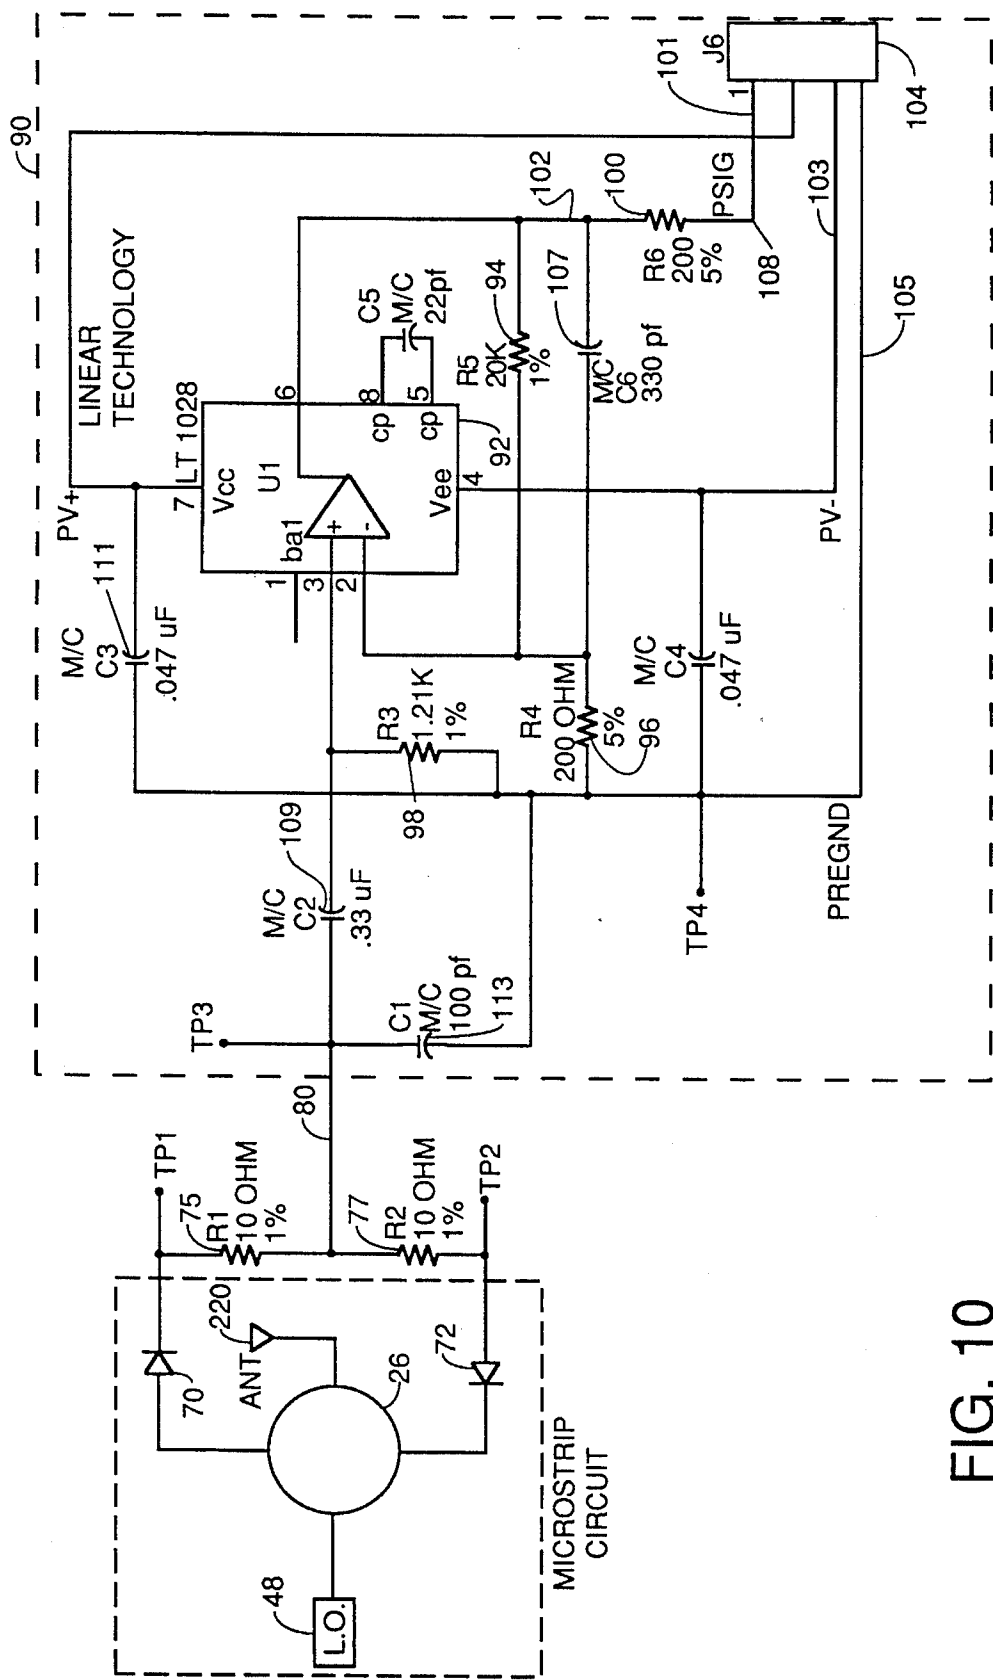 90
PV+
111
M/C
C3
.047 uF
LINEAR
TECHNOLOGY
7
LT 1028
Vcc
U1
ba1
+
-
1
3
2
6
8
cp
5
cp
C5
M/C
22pf
Vee
4
92
TP3
M/C
C2
.33 uF
109
R3
1.21K
1%
98
C1
M/C
100 pf
113
R4
200 OHM
5%
96
R5
20K
1%
94
M/C
C6
330 pf
107
102
100
R6
200
5%
PSIG
108
101
1
J6
104
103
105
M/C
C4
.047 uF
TP4
PV-
PREGND
80
TP1
75
R1
10 OHM
1%
77
R2
10 OHM
1%
TP2
70
220
ANT
72
26
48
L.O.
MICROSTRIP
CIRCUIT
FIG. 10